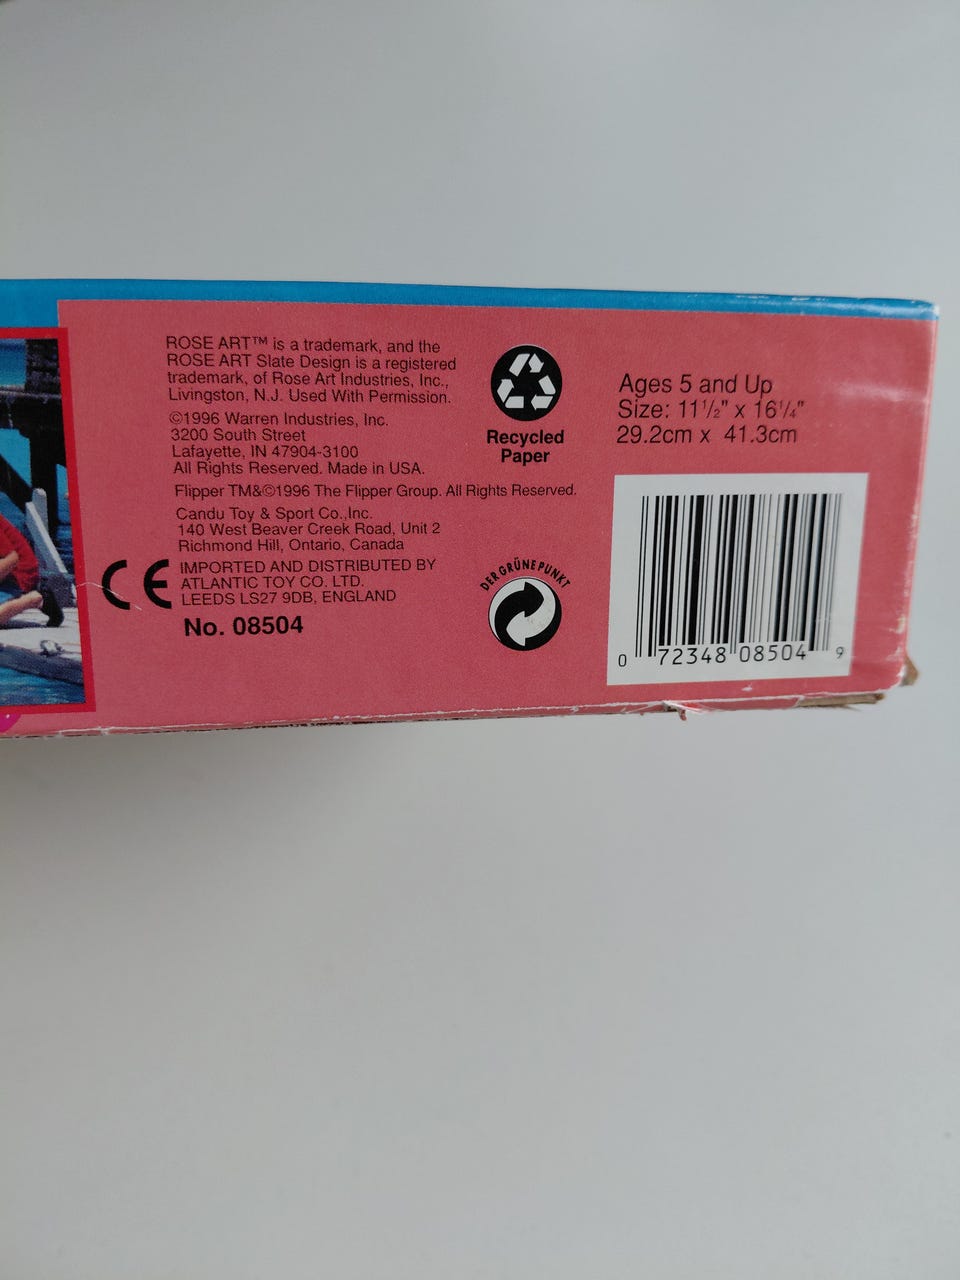 ROSE ART™ is a trademark, and the
ROSE ART Slate Design is a registered
trademark, of Rose Art Industries, Inc.,
Livingston, N.J. Used With Permission.
©1996 Warren Industries, Inc.
3200 South Street
Lafayette, IN 47904-3100
All Rights Reserved. Made in USA.
Flipper TM&©1996 The Flipper Group. All Rights Reserved.
Candu Toy & Sport Co.,Inc.
140 West Beaver Creek Road, Unit 2
Richmond Hill, Ontario, Canada
CE
IMPORTED AND DISTRIBUTED BY
ATLANTIC TOY CO. LTD.
LEEDS LS27 9DB, ENGLAND
No. 08504
Recycled
Paper
DER GRÜNE PUNKT
Ages 5 and Up
Size: 11 1/2" x 16 1/4"
29.2cm x 41.3cm
0 72348 08504 9